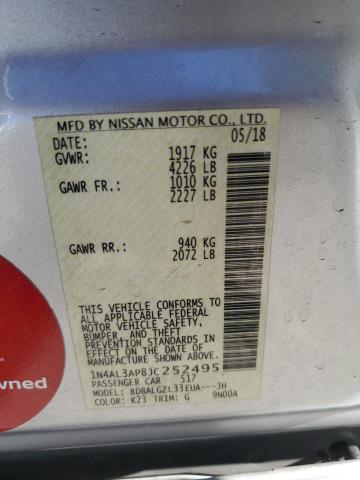 MFD BY NISSAN MOTOR CO., LTD.
DATE: 05/18
GVWR: 1917 KG
4226 LB
GAWR FR.: 1010 KG
2227 LB
GAWR RR.: 940 KG
2072 LB
THIS VEHICLE CONFORMS TO
ALL APPLICABLE FEDERAL
MOTOR VEHICLE SAFETY,
BUMPER, AND THEFT
PREVENTION STANDARDS
IN EFFECT ON THE DATE OF
MANUFACTURE SHOWN ABOVE.
1N4AL3AP8JC252495
PASSENGER CAR 517
MODEL: BDBALGZL33EUA---JH
COLOR: K23 TRIM: G 9N00A
wned